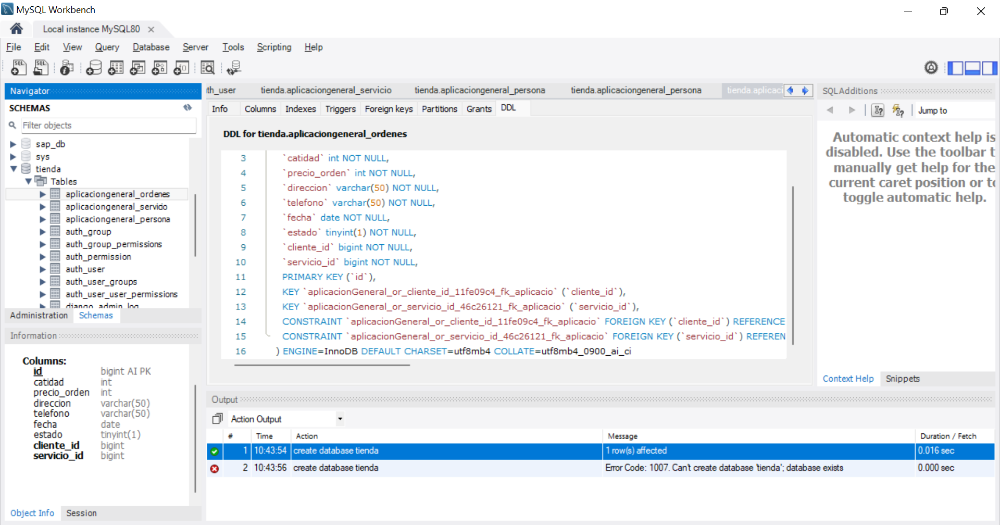 MySQL Workbench
Local instance MySQL80
File Edit View Query Database Server Tools Scripting Help
Navigator
SCHEMAS
Filter objects
sap_db
sys
tienda
Tables
aplicaciongeneral_ordenes
aplicaciongeneral_servicio
aplicaciongeneral_persona
auth_group
auth_group_permissions
auth_permission
auth_user
auth_user_groups
auth_user_user_permissions
django_admin_log
Administration Schemas
Information
Columns:
id bigint AI PK
catidad int
precio_orden int
direccion varchar(50)
telefono varchar(50)
fecha date
estado tinyint(1)
cliente_id bigint
servicio_id bigint
Object Info Session
th_user tienda.aplicaciongeneral_servicio tienda.aplicaciongeneral_persona tienda.aplicaciongeneral_persona tienda.aplicaci
Info Columns Indexes Triggers Foreign keys Partitions Grants DDL
DDL for tienda.aplicaciongeneral_ordenes
3 `catidad` int NOT NULL,
4 `precio_orden` int NOT NULL,
5 `direccion` varchar(50) NOT NULL,
6 `telefono` varchar(50) NOT NULL,
7 `fecha` date NOT NULL,
8 `estado` tinyint(1) NOT NULL,
9 `cliente_id` bigint NOT NULL,
10 `servicio_id` bigint NOT NULL,
11 PRIMARY KEY (`id`),
12 KEY `aplicacionGeneral_or_cliente_id_11fe09c4_fk_aplicacio` (`cliente_id`),
13 KEY `aplicacionGeneral_or_servicio_id_46c26121_fk_aplicacio` (`servicio_id`),
14 CONSTRAINT `aplicacionGeneral_or_cliente_id_11fe09c4_fk_aplicacio` FOREIGN KEY (`cliente_id`) REFERENCE
15 CONSTRAINT `aplicacionGeneral_or_servicio_id_46c26121_fk_aplicacio` FOREIGN KEY (`servicio_id`) REFEREN
16 ) ENGINE=InnoDB DEFAULT CHARSET=utf8mb4 COLLATE=utf8mb4_0900_ai_ci
SQLAdditions
Jump to
Automatic context help is
disabled. Use the toolbar t
manually get help for the
current caret position or to
toggle automatic help.
Context Help Snippets
Output
Action Output
# Time Action Message Duration / Fetch
1 10:43:54 create database tienda 1 row(s) affected 0.016 sec
2 10:43:56 create database tienda Error Code: 1007. Can't create database 'tienda'; database exists 0.000 sec